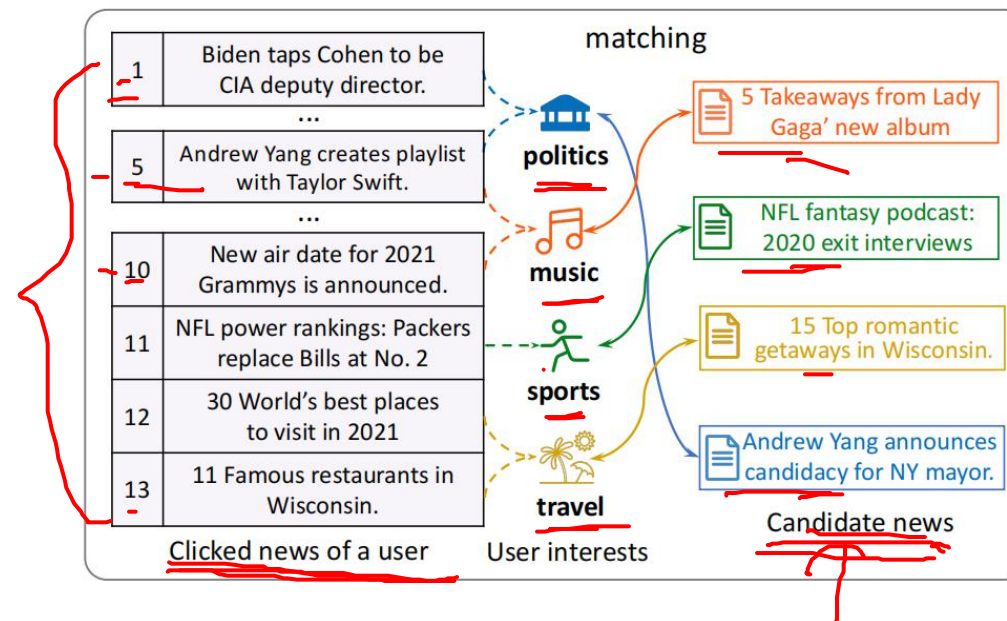 matching
1
Biden taps Cohen to be
CIA deputy director.
...
5
Andrew Yang creates playlist
with Taylor Swift.
...
10
New air date for 2021
Grammys is announced.
11
NFL power rankings: Packers
replace Bills at No. 2
12
30 World's best places
to visit in 2021
13
11 Famous restaurants in
Wisconsin.
Clicked news of a user
politics
music
sports
travel
User interests
5 Takeaways from Lady
Gaga' new album
NFL fantasy podcast:
2020 exit interviews
15 Top romantic
getaways in Wisconsin.
Andrew Yang announces
candidacy for NY mayor.
Candidate news